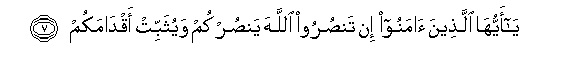 يَـٰٓأَيُّهَا ٱلَّذِينَ ءَامَنُوٓا۟ إِن تَنصُرُوا۟ ٱللَّهَ يَنصُرْكُمْ وَيُثَبِّتْ أَقْدَامَكُمْ ﴿٧﴾